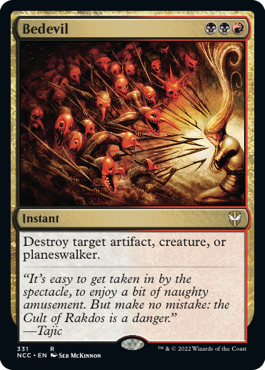 Bedevil
Instant
Destroy target artifact, creature, or
planeswalker.
“It’s easy to get taken in by the
spectacle, to enjoy a bit of naughty
amusement. But make no mistake: the
Cult of Rakdos is a danger.”
—Tajic
331 R
NCC • EN Seb McKinnon
™ & © 2022 Wizards of the Coast